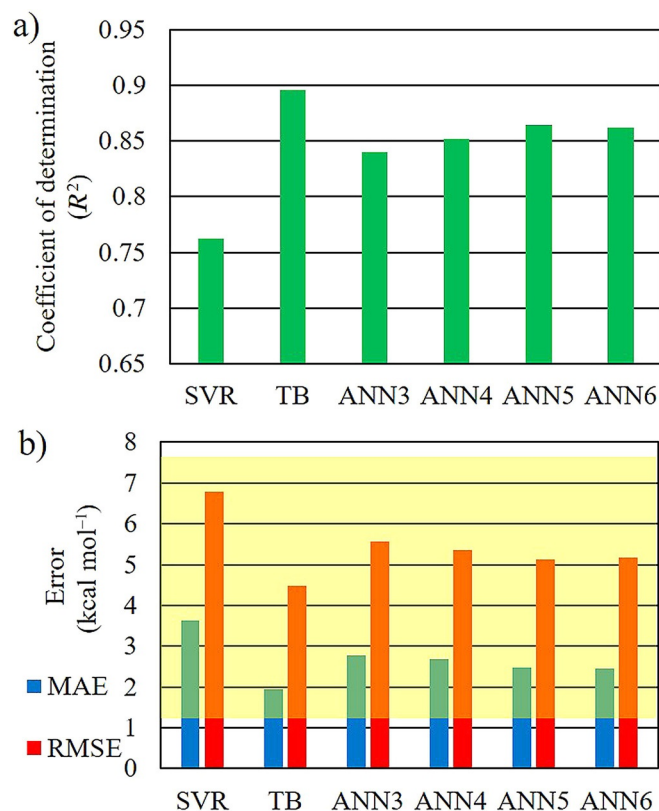 a)
Coefficient of determination
(R²)
0.95
0.9
0.85
0.8
0.75
0.7
0.65
SVR TB ANN3 ANN4 ANN5 ANN6
b)
Error
(kcal mol⁻¹)
8
7
6
5
4
3
2
1
0
MAE
RMSE
SVR TB ANN3 ANN4 ANN5 ANN6